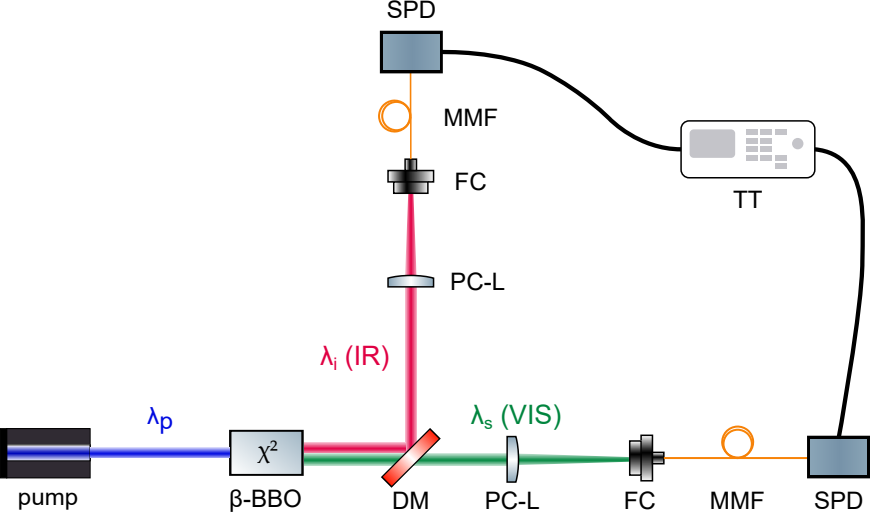 SPD
MMF
FC
TT
PC-L
λi (IR)
λp
λs (VIS)
χ²
pump
β-BBO
DM
PC-L
FC
MMF
SPD